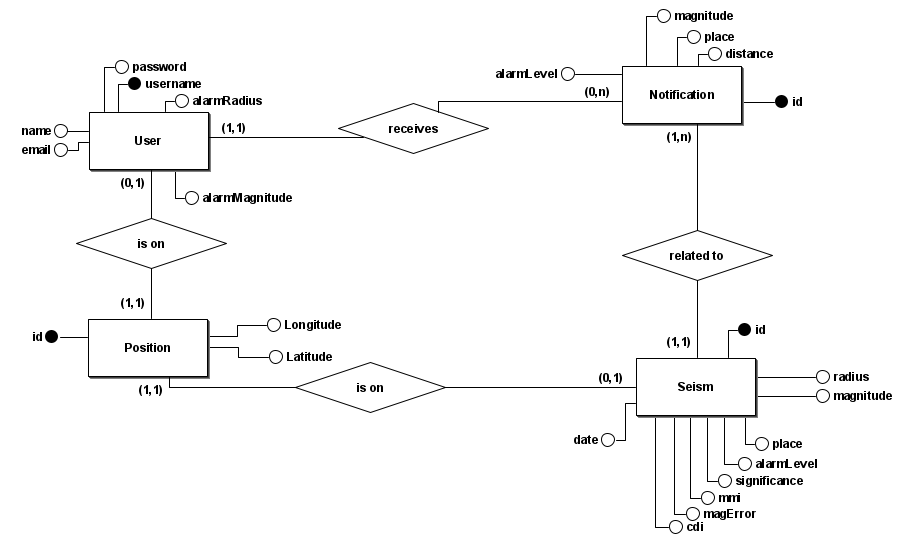 magnitude
place
distance
alarmLevel
Notification
(0,n)
id
(1,n)
password
username
alarmRadius
name
email
User
(1,1)
receives
(0,1)
alarmMagnitude
is on
related to
(1,1)
id
Position
Longitude
Latitude
(1,1)
is on
(0,1)
(1,1)
id
Seism
radius
magnitude
date
place
alarmLevel
significance
mmi
magError
cdi